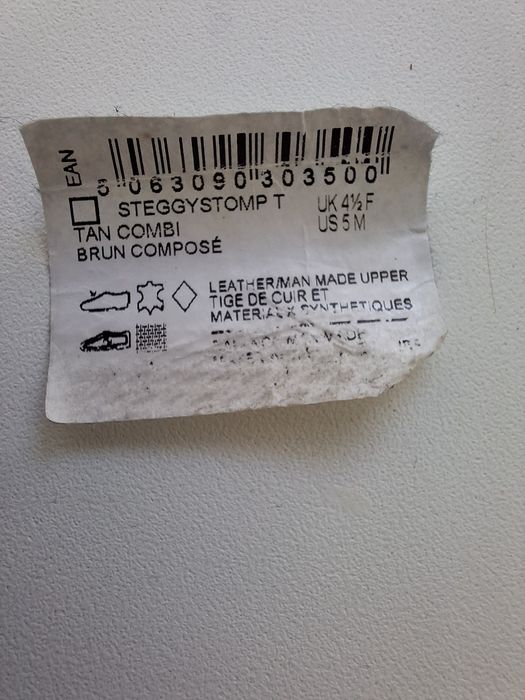 EAN
5 063090 303500
STEGGYSTOMP T UK 4½ F
TAN COMBI US 5 M
BRUN COMPOSÉ
LEATHER/MAN MADE UPPER
TIGE DE CUIR ET
MATERIAUX SYNTHETIQUES